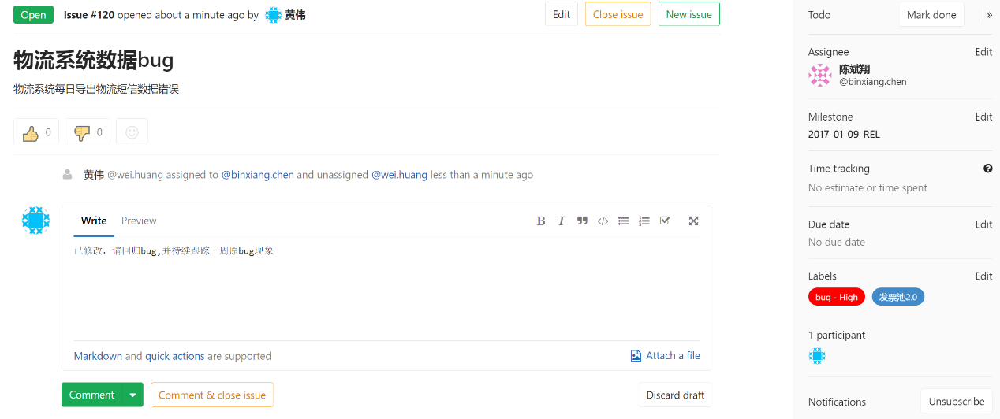 Open Issue #120 opened about a minute ago by 黄伟 Edit Close issue New issue
物流系统数据bug
物流系统每日导出物流短信数据错误
0 0
黄伟 @wei.huang assigned to @binxiang.chen and unassigned @wei.huang less than a minute ago
Write Preview B I
已修改．请回归bug,并持续跟踪一周原bug现象
Markdown and quick actions are supported Attach a file
Comment Comment & close issue Discard draft
Todo Mark done »
Assignee Edit
陈斌翔
@binxiang.chen
Milestone Edit
2017-01-09-REL
Time tracking
No estimate or time spent
Due date Edit
No due date
Labels Edit
bug - High 发票池2.0
1 participant
Notifications Unsubscribe